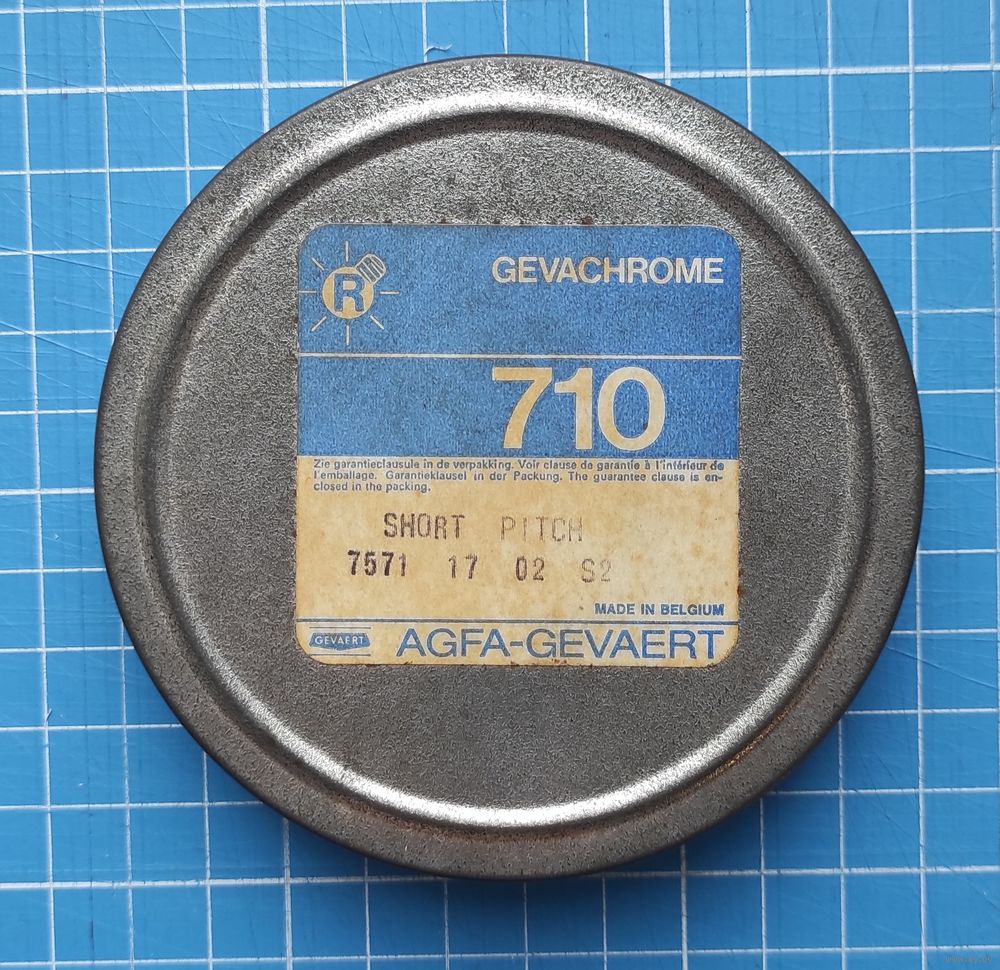 R
GEVACHROME
710
Zie garantieclausule in de verpakking. Voir clause de garantie à l'intérieur de
l'emballage. Garantieklausel in der Packung. The guarantee clause is en-
closed in the packing.
SHORT PITCH
7571 17 02 S2
MADE IN BELGIUM
GEVAERT
AGFA-GEVAERT